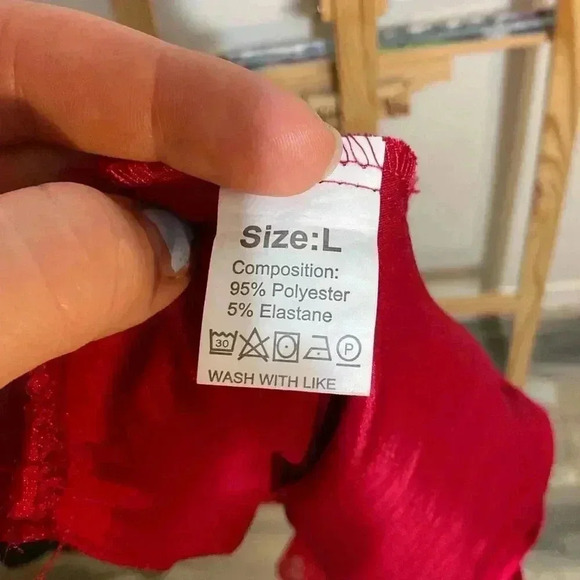 Size:L
Composition:
95% Polyester
5% Elastane
30 P
WASH WITH LIKE